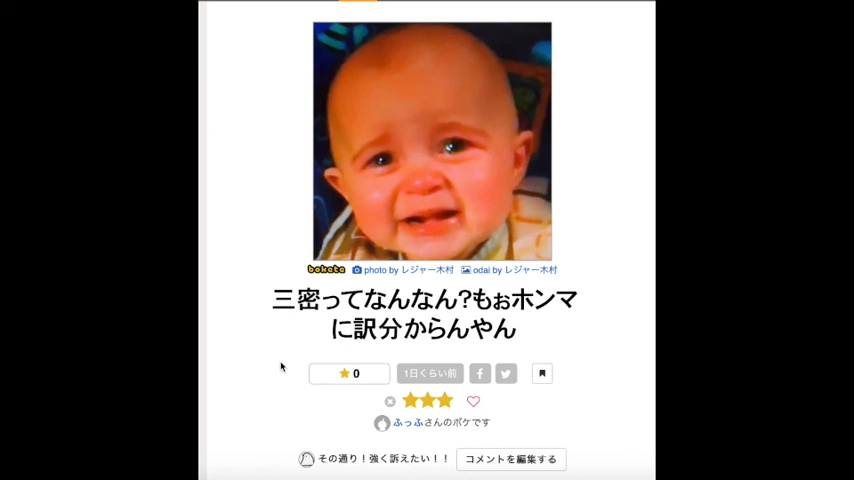 bokete photo by レジャー木村 odai by レジャー木村
三密ってなんなん?もぉホンマ
に訳分からんやん
★ 0 1日くらい前
★★★
ふっふさんのボケです
その通り！強く訴えたい！！ コメントを編集する